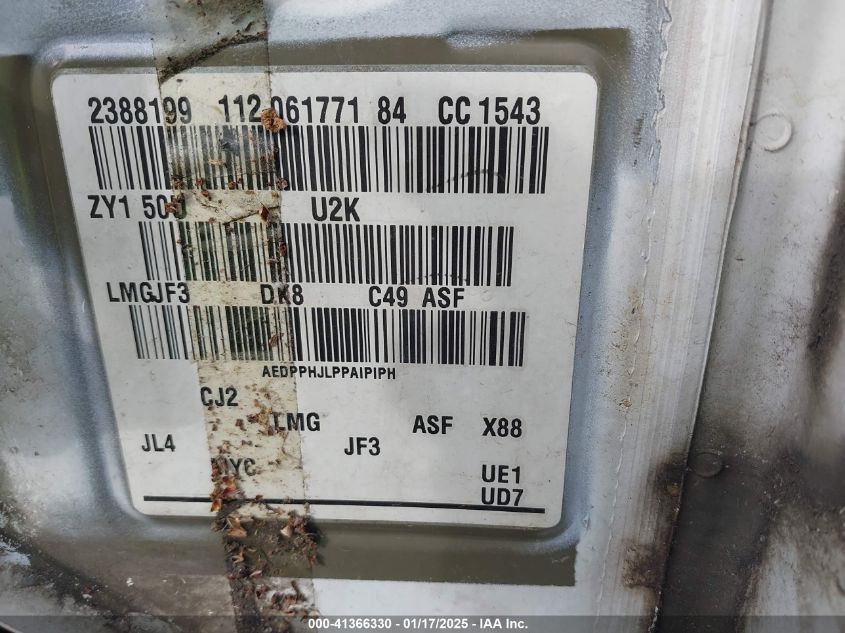 2388199 112 061771 84 CC 1543
ZY1 50U U2K
LMGJF3 DK8 C49 ASF
AEDPPHJLPPAIPIPH
CJ2
LMG ASF X88
JL4 JF3
UE1
UD7
000-41366330 - 01/17/2025 - IAA Inc.